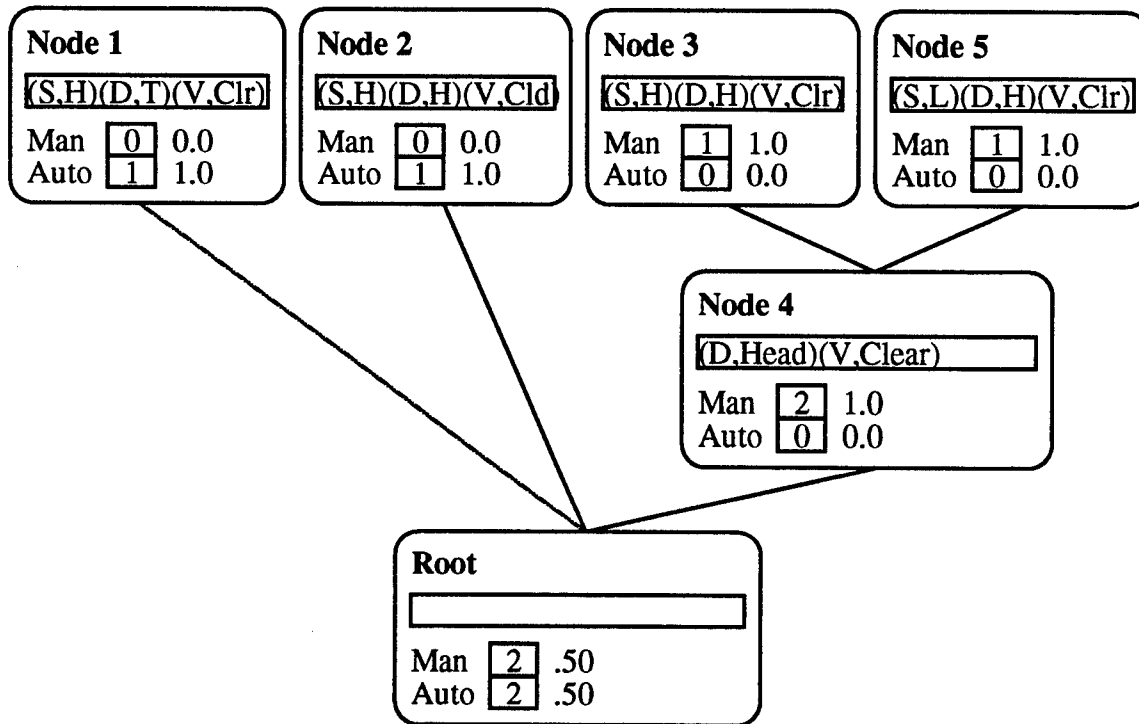 Node 1
(S,H)(D,T)(V,Clr)
Man 0 0.0
Auto 1 1.0
Node 2
(S,H)(D,H)(V,Cld)
Man 0 0.0
Auto 1 1.0
Node 3
(S,H)(D,H)(V,Clr)
Man 1 1.0
Auto 0 0.0
Node 5
(S,L)(D,H)(V,Clr)
Man 1 1.0
Auto 0 0.0
Node 4
(D,Head)(V,Clear)
Man 2 1.0
Auto 0 0.0
Root
Man 2 .50
Auto 2 .50